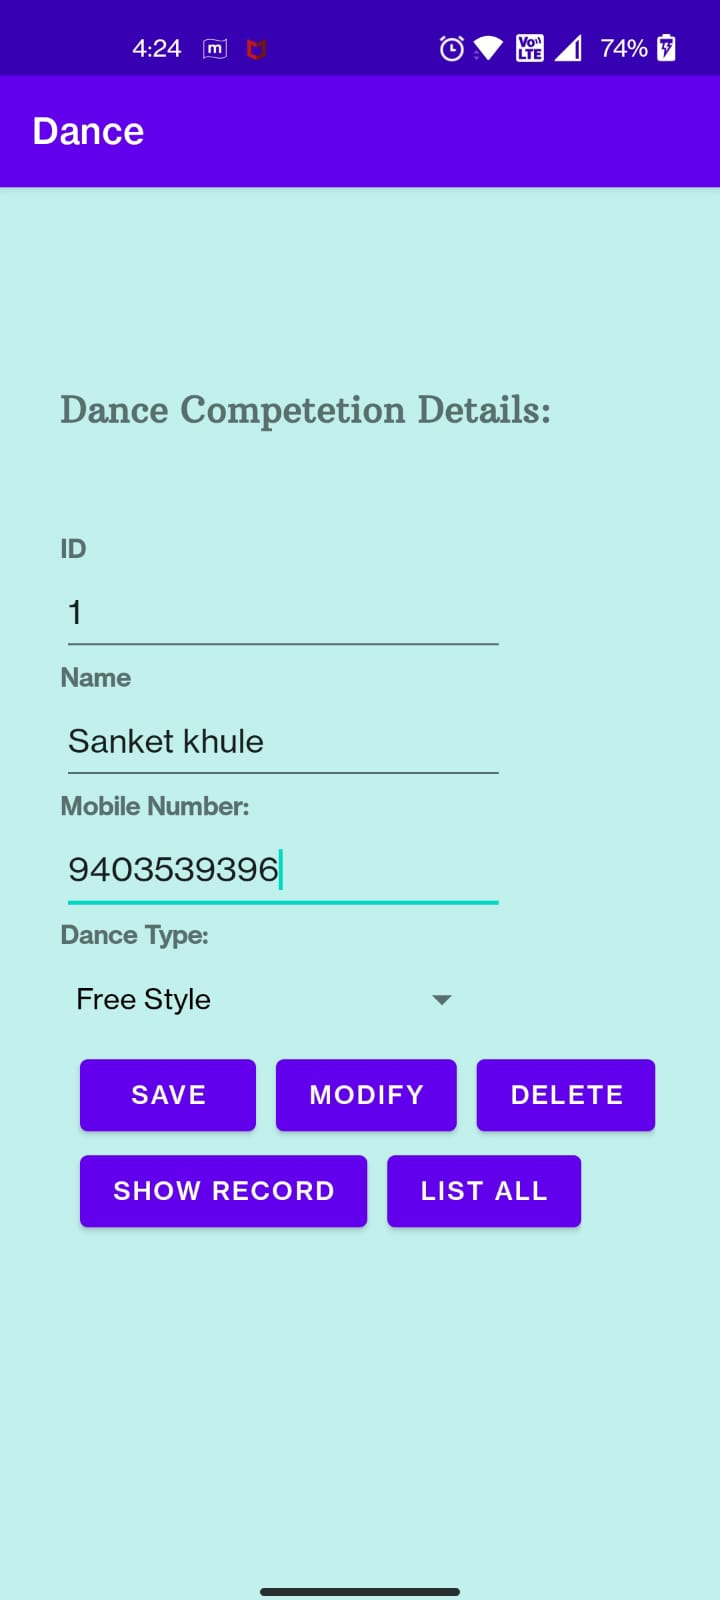 4:24 m VoLTE 74%
Dance
Dance Competetion Details:
ID
1
Name
Sanket khule
Mobile Number:
9403539396
Dance Type:
Free Style
SAVE MODIFY DELETE
SHOW RECORD LIST ALL